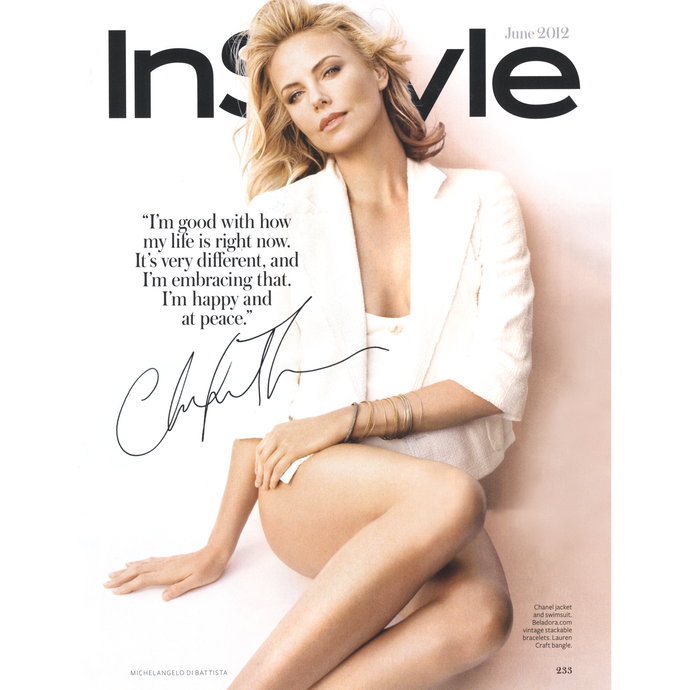 June 2012
InStyle
“I’m good with how
my life is right now.
It’s very different, and
I’m embracing that.
I’m happy and
at peace.”
Chanel jacket
and swimsuit.
Beladora.com
vintage stackable
bracelets. Lauren
Craft bangle.
MICHELANGELO DI BATTISTA
233